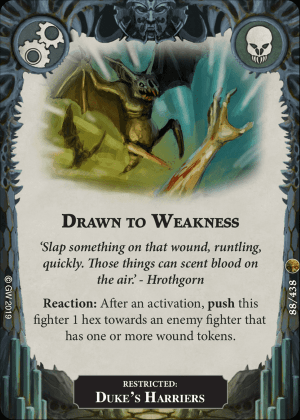 DRAWN TO WEAKNESS
‘Slap something on that wound, runtling,
quickly. Those things can scent blood on
the air.’ - Hrothgorn
Reaction: After an activation, push this
fighter 1 hex towards an enemy fighter that
has one or more wound tokens.
© GW 2019
88/438
RESTRICTED:
DUKE’S HARRIERS